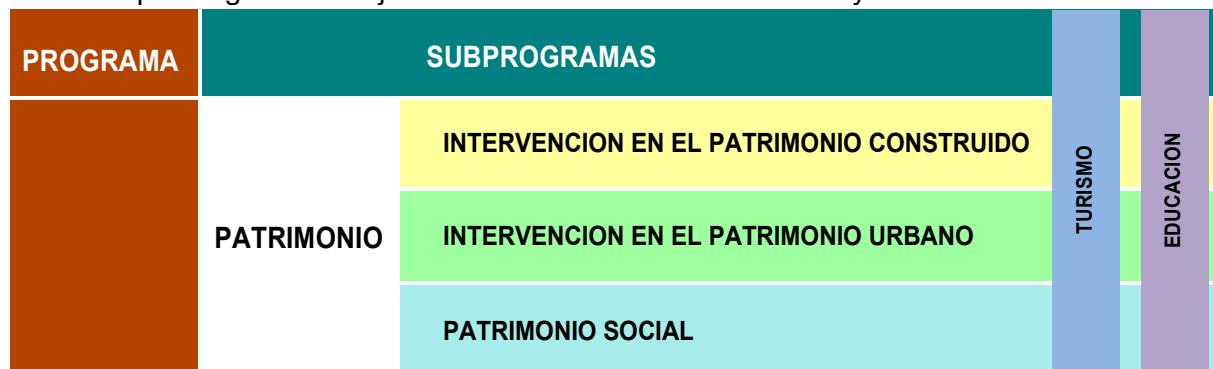 PROGRAMA
SUBPROGRAMAS
INTERVENCION EN EL PATRIMONIO CONSTRUIDO
PATRIMONIO
INTERVENCION EN EL PATRIMONIO URBANO
PATRIMONIO SOCIAL
TURISMO
EDUCACION